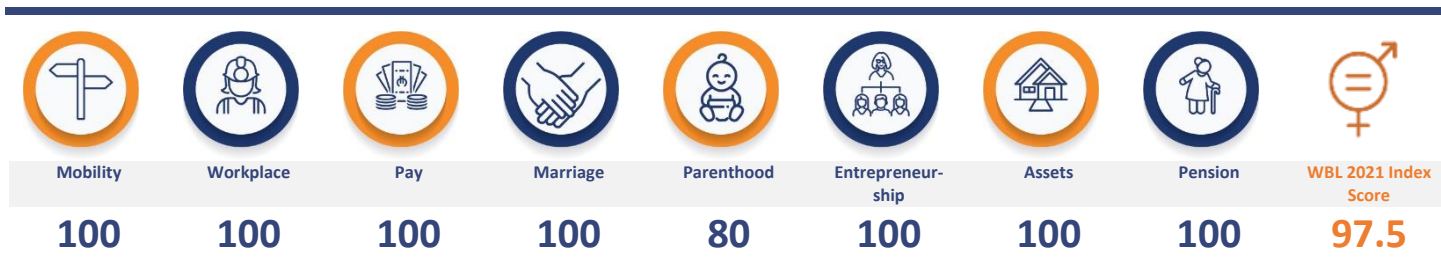 Mobility
Workplace
Pay
Marriage
Parenthood
Entrepreneur-
ship
Assets
Pension
WBL 2021 Index
Score
100
100
100
100
80
100
100
100
97.5